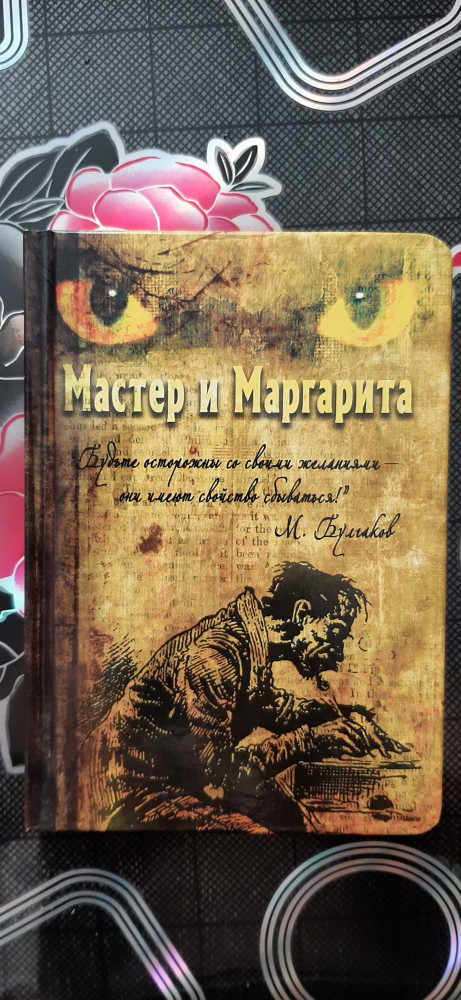 Мастер и Маргарита
"Будьте осторожны со своими желаниями –
они имеют свойство сбываться!"
М. Булгаков